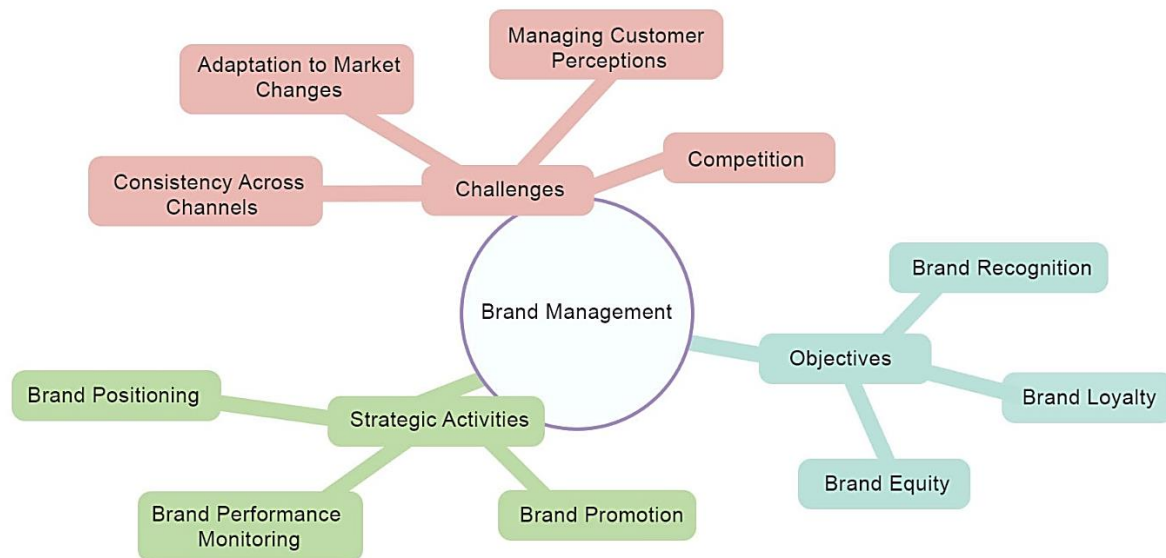 Managing Customer
Perceptions
Adaptation to Market
Changes
Competition
Consistency Across
Channels
Challenges
Brand Management
Brand Recognition
Objectives
Brand Loyalty
Brand Equity
Brand Positioning
Strategic Activities
Brand Performance
Monitoring
Brand Promotion